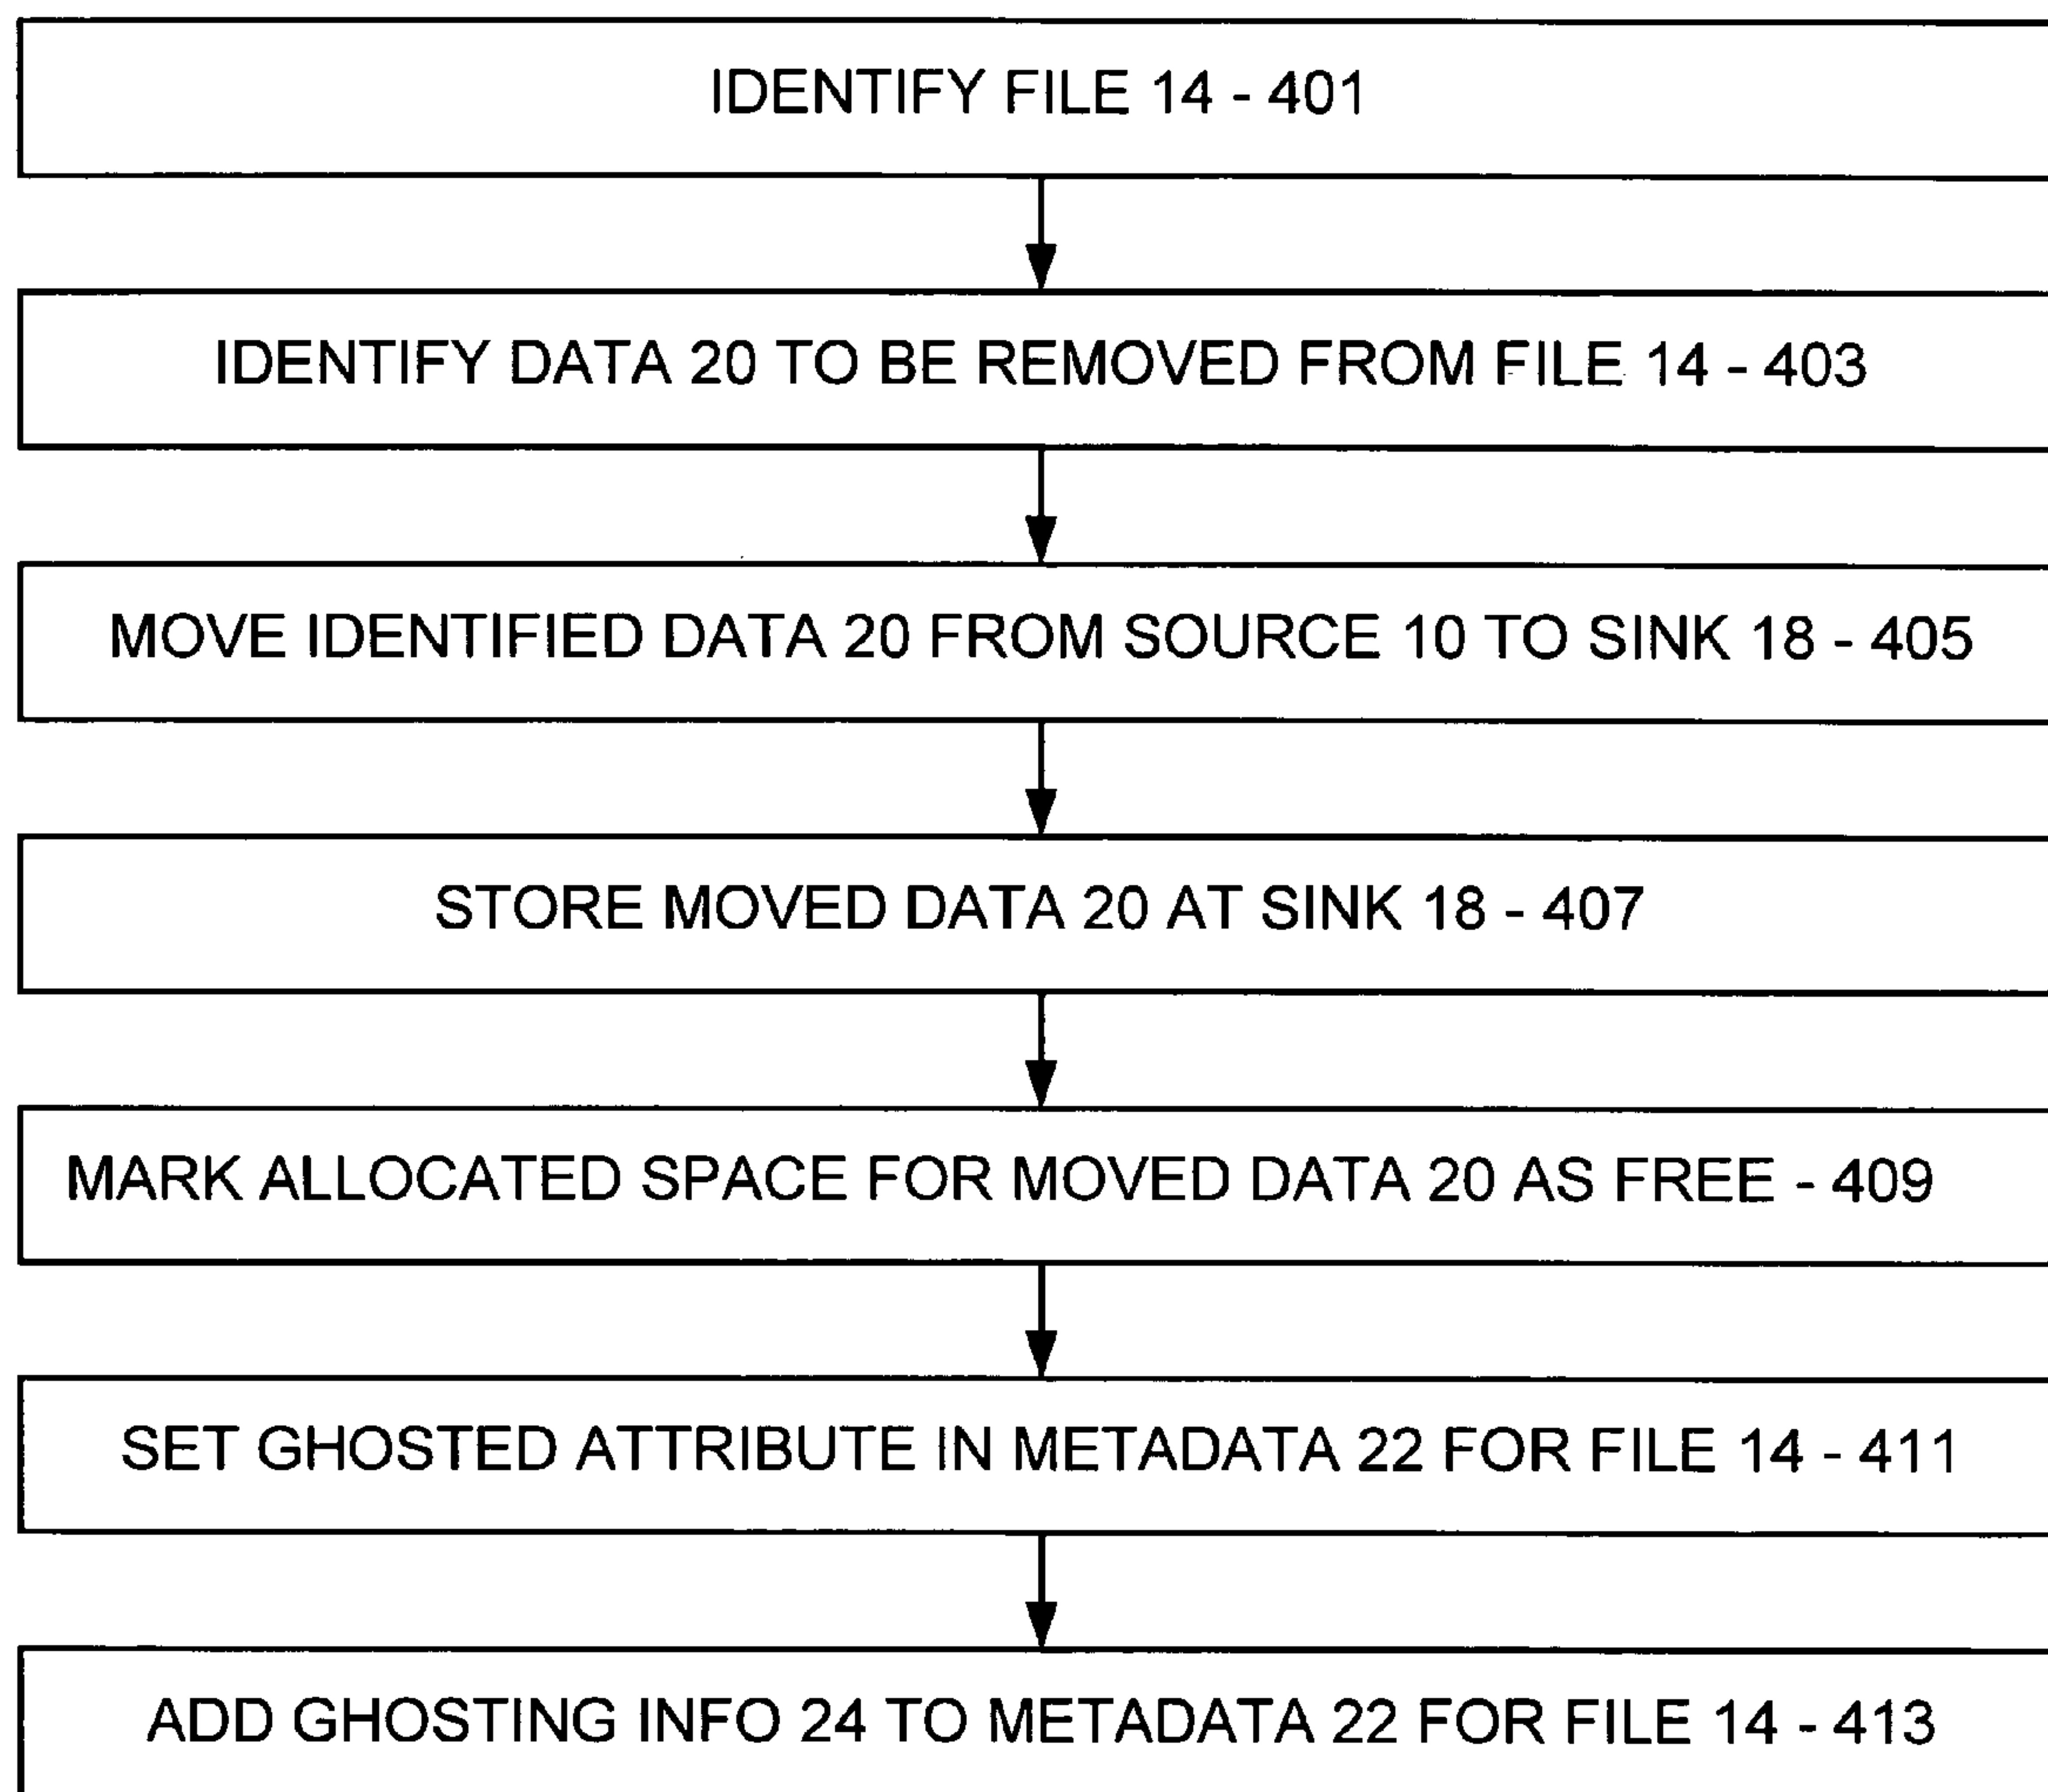 IDENTIFY FILE 14 - 401
IDENTIFY DATA 20 TO BE REMOVED FROM FILE 14 - 403
MOVE IDENTIFIED DATA 20 FROM SOURCE 10 TO SINK 18 - 405
STORE MOVED DATA 20 AT SINK 18 - 407
MARK ALLOCATED SPACE FOR MOVED DATA 20 AS FREE - 409
SET GHOSTED ATTRIBUTE IN METADATA 22 FOR FILE 14 - 411
ADD GHOSTING INFO 24 TO METADATA 22 FOR FILE 14 - 413